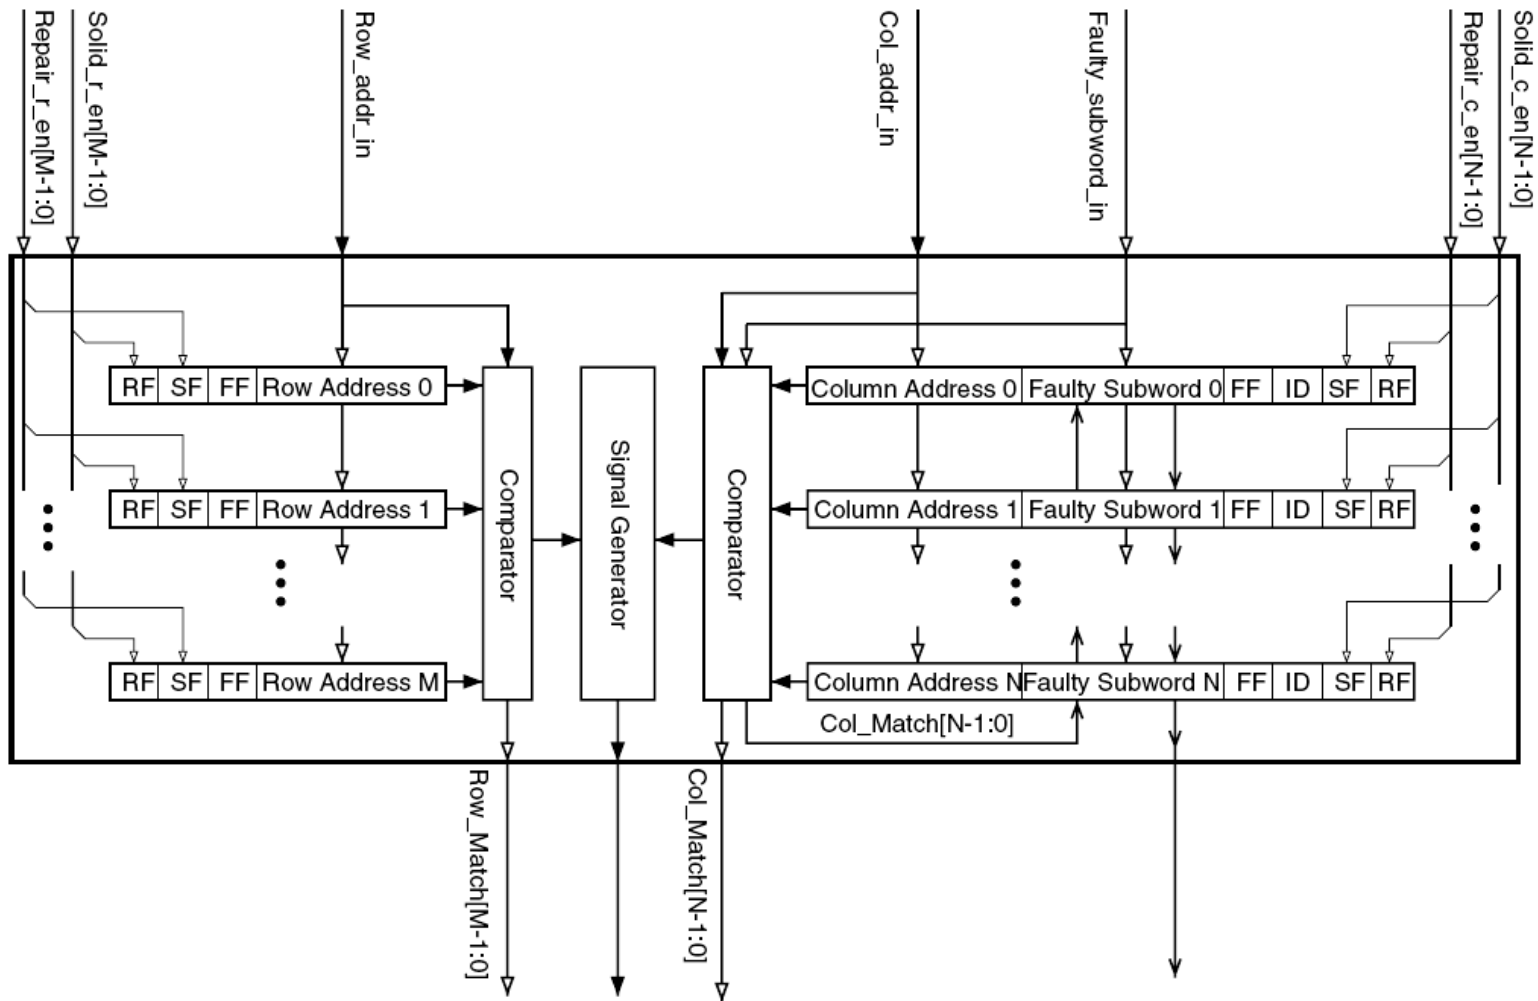 Repair_r_en[M-1:0]
Solid_r_en[M-1:0]
Row_addr_in
Col_addr_in
Faulty_subword_in
Repair_c_en[N-1:0]
Solid_c_en[N-1:0]
RF SF FF Row Address 0
Column Address 0 Faulty Subword 0 FF ID SF RF
RF SF FF Row Address 1
Column Address 1 Faulty Subword 1 FF ID SF RF
Comparator
Signal Generator
Comparator
RF SF FF Row Address M
Column Address N Faulty Subword N FF ID SF RF
Col_Match[N-1:0]
Row_Match[M-1:0]
Col_Match[N-1:0]